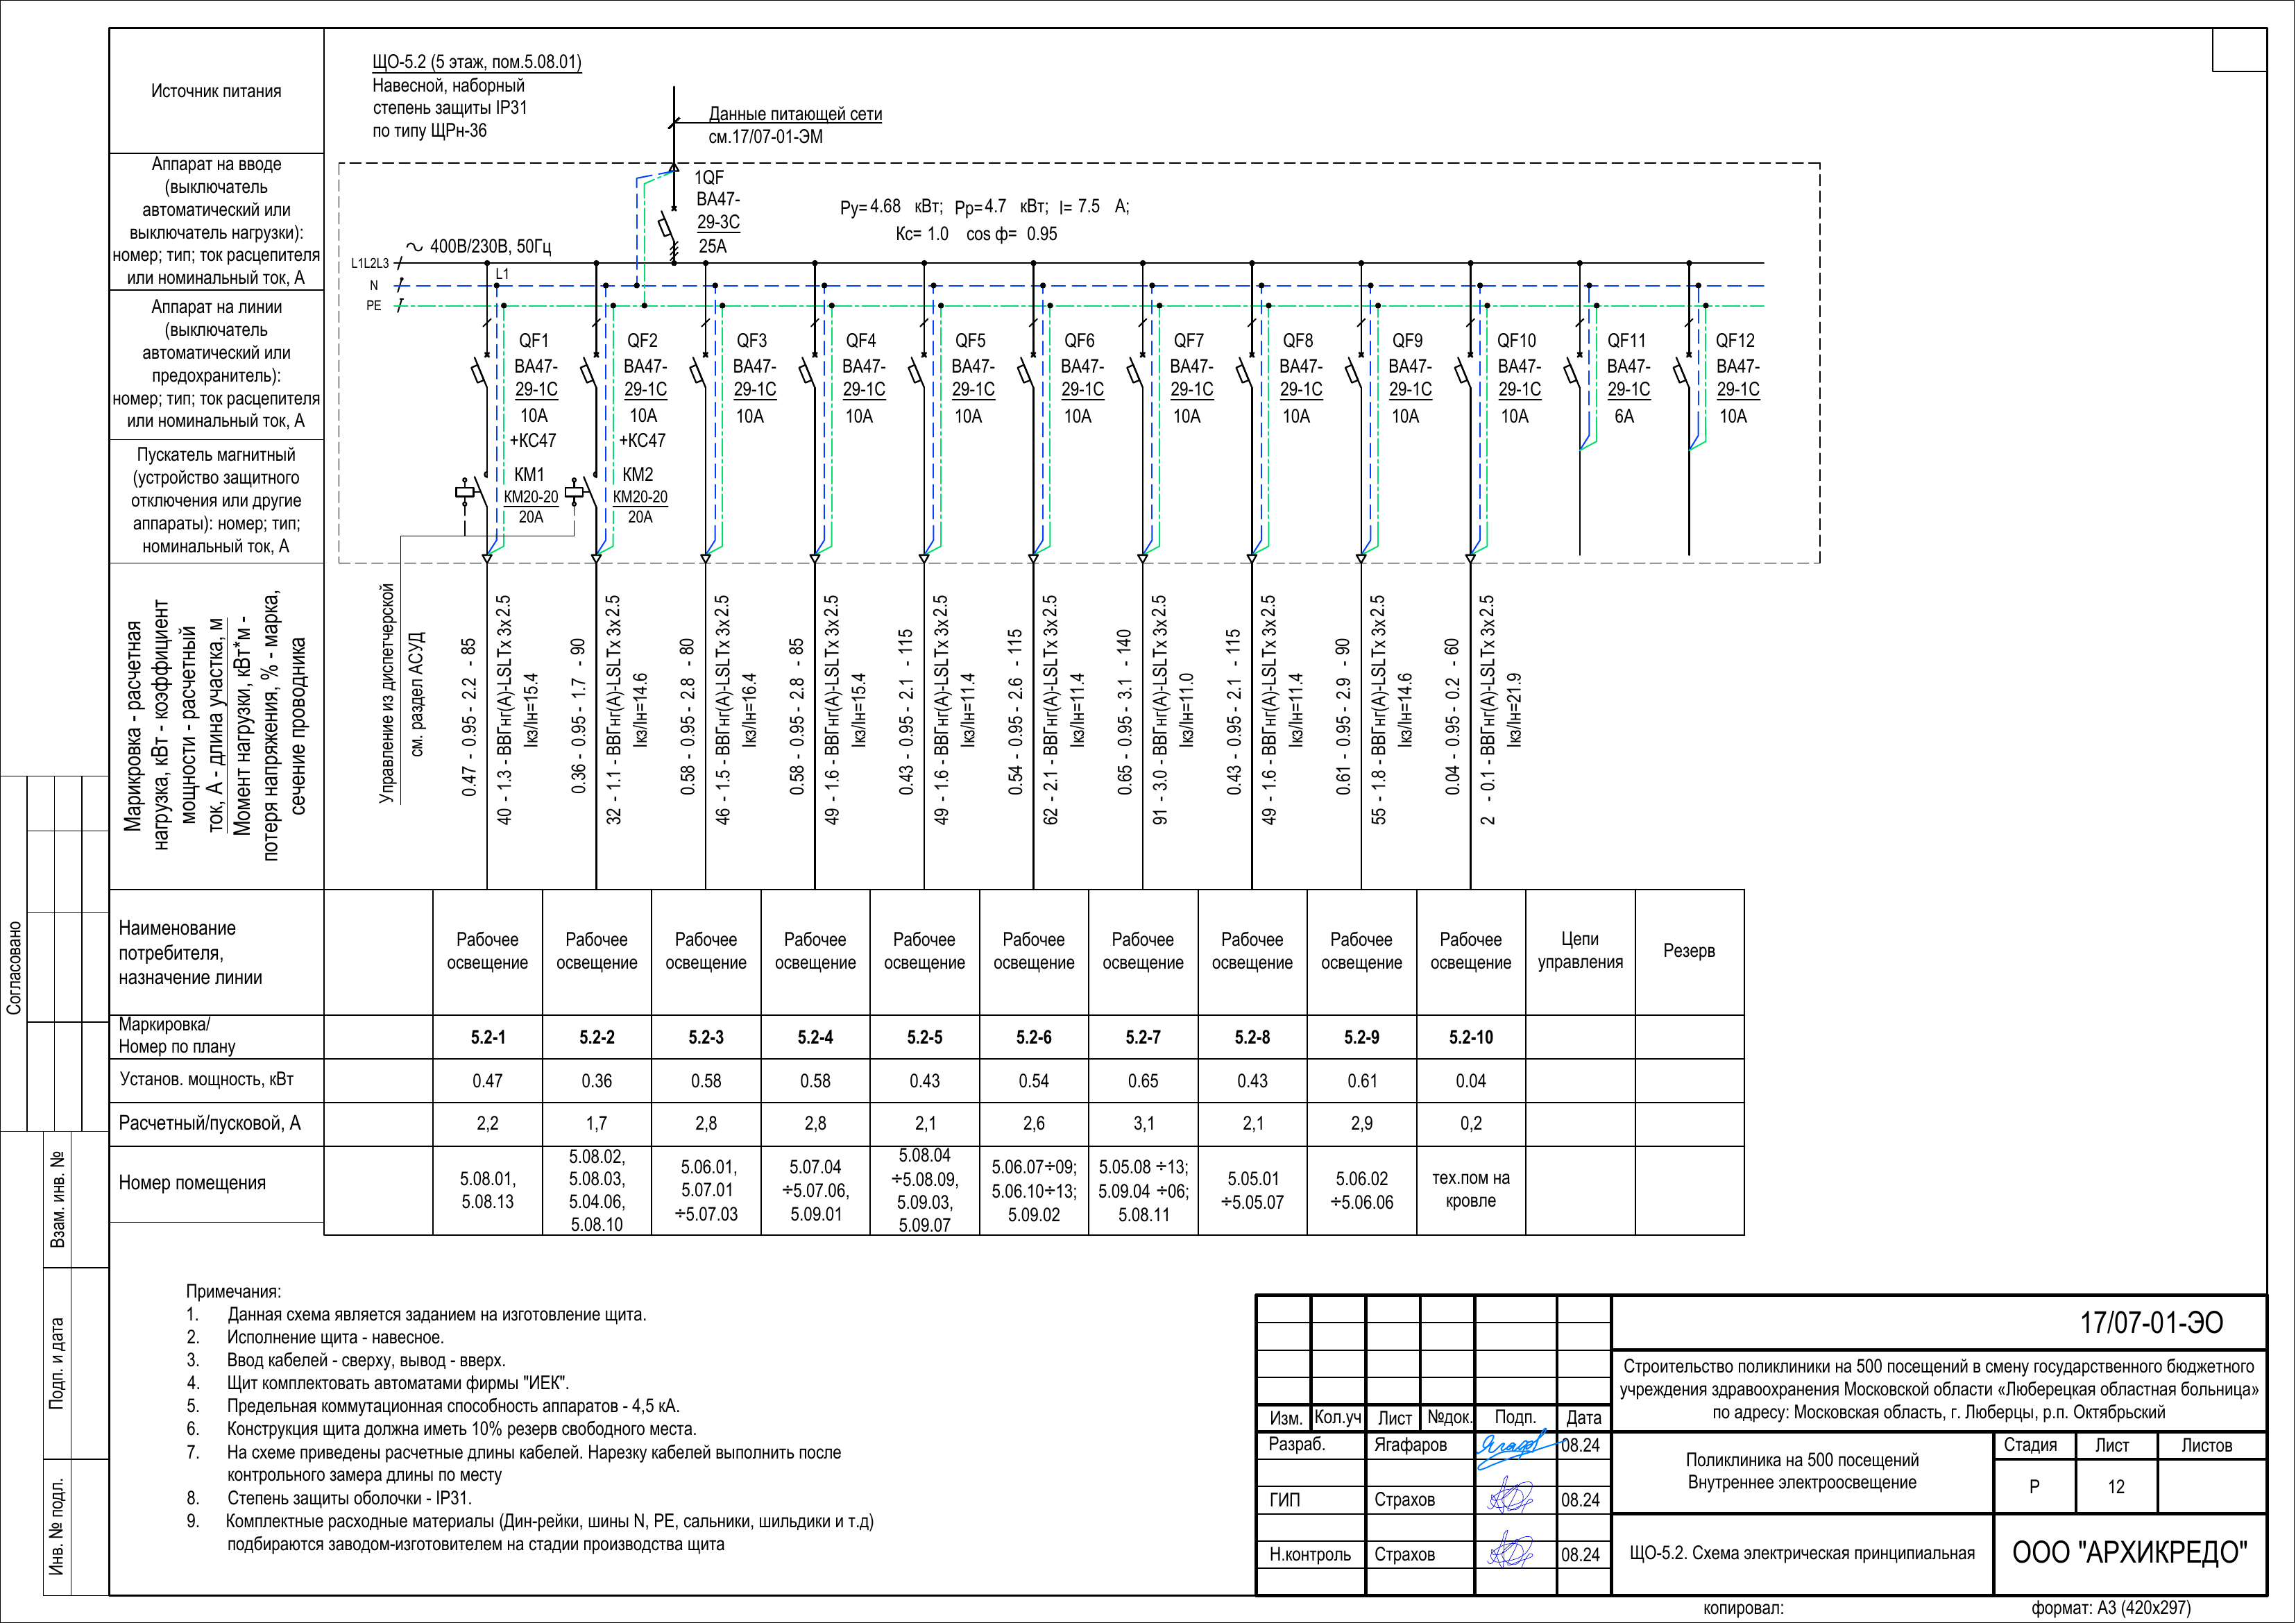 ЩО-5.2 (5 этаж, пом.5.08.01)
Навесной, наборный
степень защиты IP31
по типу ЩРн-36
Данные питающей сети
см.17/07-01-ЭМ
Источник питания
Аппарат на вводе
(выключатель
автоматический или
выключатель нагрузки):
номер; тип; ток расцепителя
или номинальный ток, А
1QF
ВА47-
29-3С
25А
Ру= 4.68 кВт; Рр= 4.7 кВт; I= 7.5 А;
Кс= 1.0 cos ф= 0.95
400В/230В, 50Гц
L1L2L3
L1
N
PE
Аппарат на линии
(выключатель
автоматический или
предохранитель):
номер; тип; ток расцепителя
или номинальный ток, А
QF1 QF2 QF3 QF4 QF5 QF6 QF7 QF8 QF9 QF10 QF11 QF12
ВА47- ВА47- ВА47- ВА47- ВА47- ВА47- ВА47- ВА47- ВА47- ВА47- ВА47- ВА47-
29-1С 29-1С 29-1С 29-1С 29-1С 29-1С 29-1С 29-1С 29-1С 29-1С 29-1С 29-1С
10А 10А 10А 10А 10А 10А 10А 10А 10А 10А 6А 10А
+КС47 +КС47
Пускатель магнитный
(устройство защитного
отключения или другие
аппараты): номер; тип;
номинальный ток, А
КМ1 КМ2
КМ20-20 КМ20-20
20А 20А
Марикровка - расчетная
нагрузка, кВт - коэффициент
мощности - расчетный
ток, А - длина участка, м
Момент нагрузки, кВт*м -
потеря напряжения, % - марка,
сечение проводника
Управление из диспетчерской
см. раздел АСУД
0.47 - 0.95 - 2.2 - 85
40 - 1.3 - ВВГнг(А)-LSLTx 3x2.5
Iкз/Iн=15.4
0.36 - 0.95 - 1.7 - 90
32 - 1.1 - ВВГнг(А)-LSLTx 3x2.5
Iкз/Iн=14.6
0.58 - 0.95 - 2.8 - 80
46 - 1.5 - ВВГнг(А)-LSLTx 3x2.5
Iкз/Iн=16.4
0.58 - 0.95 - 2.8 - 85
49 - 1.6 - ВВГнг(А)-LSLTx 3x2.5
Iкз/Iн=15.4
0.43 - 0.95 - 2.1 - 115
49 - 1.6 - ВВГнг(А)-LSLTx 3x2.5
Iкз/Iн=11.4
0.54 - 0.95 - 2.6 - 115
62 - 2.1 - ВВГнг(А)-LSLTx 3x2.5
Iкз/Iн=11.4
0.65 - 0.95 - 3.1 - 140
91 - 3.0 - ВВГнг(А)-LSLTx 3x2.5
Iкз/Iн=11.0
0.43 - 0.95 - 2.1 - 115
49 - 1.6 - ВВГнг(А)-LSLTx 3x2.5
Iкз/Iн=11.4
0.61 - 0.95 - 2.9 - 90
55 - 1.8 - ВВГнг(А)-LSLTx 3x2.5
Iкз/Iн=14.6
0.04 - 0.95 - 0.2 - 60
2 - 0.1 - ВВГнг(А)-LSLTx 3x2.5
Iкз/Iн=21.9
Наименование
потребителя,
назначение линии
Рабочее Рабочее Рабочее Рабочее Рабочее Рабочее Рабочее Рабочее Рабочее Рабочее Цепи Резерв
освещение освещение освещение освещение освещение освещение освещение освещение освещение освещение управления
Маркировка/
Номер по плану
5.2-1 5.2-2 5.2-3 5.2-4 5.2-5 5.2-6 5.2-7 5.2-8 5.2-9 5.2-10
Установ. мощность, кВт 0.47 0.36 0.58 0.58 0.43 0.54 0.65 0.43 0.61 0.04
Расчетный/пусковой, А 2,2 1,7 2,8 2,8 2,1 2,6 3,1 2,1 2,9 0,2
Номер помещения
5.08.01,
5.08.13
5.08.02,
5.08.03,
5.04.06,
5.08.10
5.06.01,
5.07.01
÷5.07.03
5.07.04
÷5.07.06,
5.09.01
5.08.04
÷5.08.09,
5.09.03,
5.09.07
5.06.07÷09;
5.06.10÷13;
5.09.02
5.05.08 ÷13;
5.09.04 ÷06;
5.08.11
5.05.01
÷5.05.07
5.06.02
÷5.06.06
тех.пом на
кровле
Согласовано
Взам. инв. №
Подп. и дата
Инв. № подл.
Примечания:
1. Данная схема является заданием на изготовление щита.
2. Исполнение щита - навесное.
3. Ввод кабелей - сверху, вывод - вверх.
4. Щит комплектовать автоматами фирмы "ИЕК".
5. Предельная коммутационная способность аппаратов - 4,5 кА.
6. Конструкция щита должна иметь 10% резерв свободного места.
7. На схеме приведены расчетные длины кабелей. Нарезку кабелей выполнить после
контрольного замера длины по месту
8. Степень защиты оболочки - IP31.
9. Комплектные расходные материалы (Дин-рейки, шины N, PE, сальники, шильдики и т.д)
подбираются заводом-изготовителем на стадии производства щита
17/07-01-ЭО
Строительство поликлиники на 500 посещений в смену государственного бюджетного
учреждения здравоохранения Московской области «Люберецкая областная больница»
по адресу: Московская область, г. Люберцы, р.п. Октябрьский
Изм. Кол.уч Лист №док. Подп. Дата
Разраб. Ягафаров 08.24
ГИП Страхов 08.24
Н.контроль Страхов 08.24
Поликлиника на 500 посещений
Внутреннее электроосвещение
Стадия Лист Листов
Р 12
ЩО-5.2. Схема электрическая принципиальная
ООО "АРХИКРЕДО"
копировал: формат: А3 (420x297)